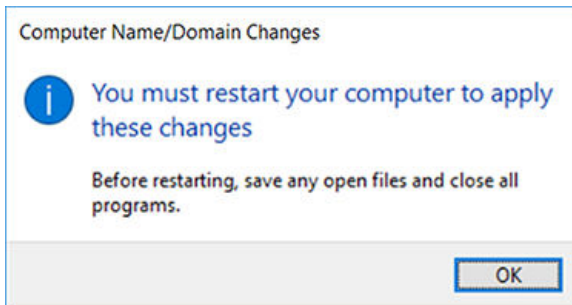 Computer Name/Domain Changes
You must restart your computer to apply
these changes
Before restarting, save any open files and close all
programs.
OK